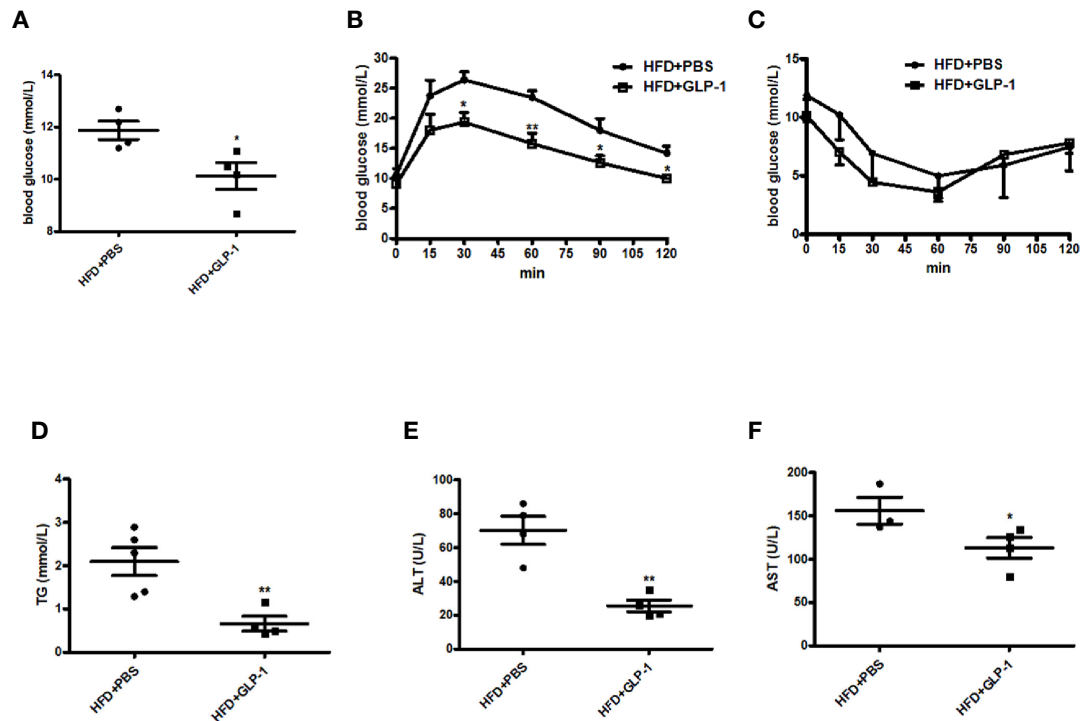 A
blood glucose (mmol/L)
14
12
10
8
*
HFD+PBS
HFD+GLP-1
B
blood glucose (mmol/L)
30
25
20
15
10
5
0
HFD+PBS
HFD+GLP-1
*
**
*
*
0 15 30 45 60 75 90 105 120
min
C
blood glucose (mmol/L)
15
10
5
0
HFD+PBS
HFD+GLP-1
0 15 30 45 60 75 90 105 120
min
D
TG (mmol/L)
4
3
2
1
0
**
HFD+PBS
HFD+GLP-1
E
ALT (U/L)
100
80
60
40
20
0
**
HFD+PBS
HFD+GLP-1
F
AST (U/L)
200
150
100
50
0
*
HFD+PBS
HFD+GLP-1